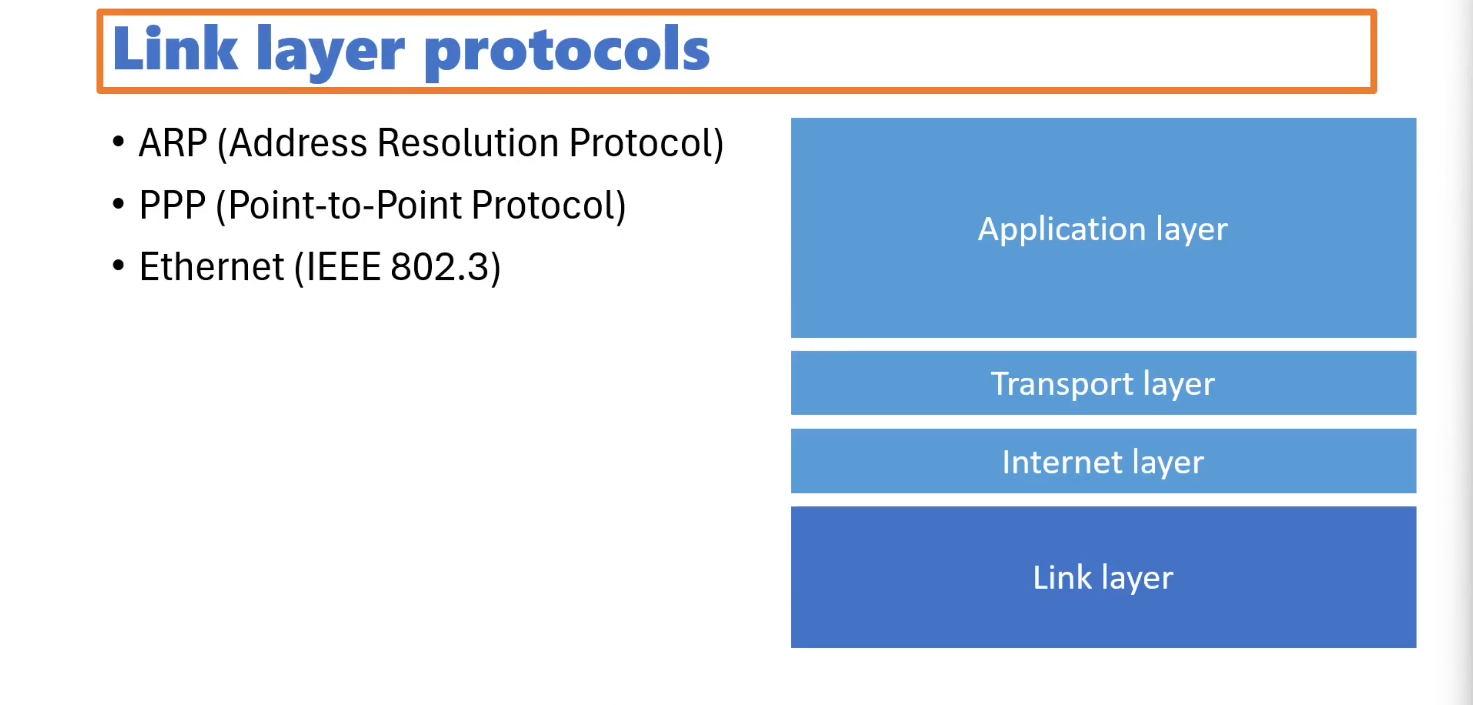 Link layer protocols
• ARP (Address Resolution Protocol)
• PPP (Point-to-Point Protocol)
• Ethernet (IEEE 802.3)
Application layer
Transport layer
Internet layer
Link layer